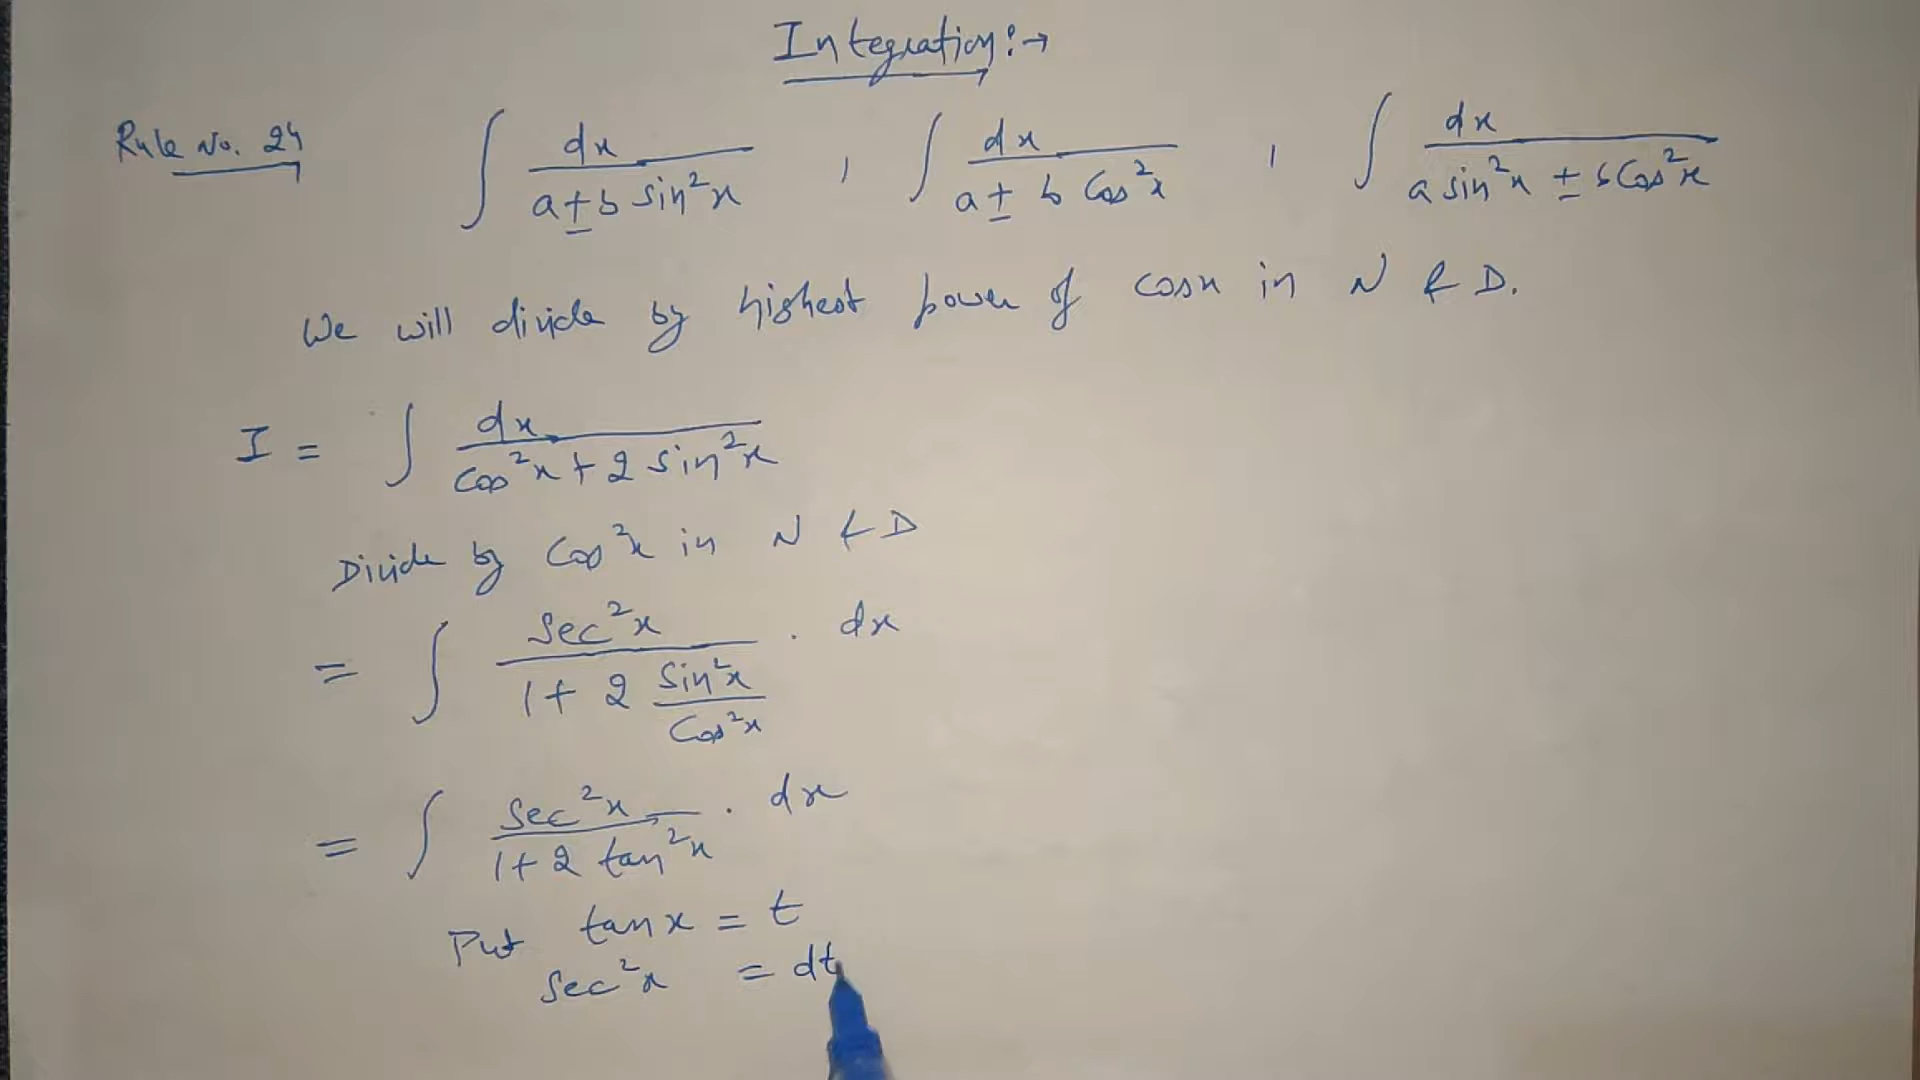 Integration:→
Rule No. 24 ∫ dx / (a ± b sin²x) , ∫ dx / (a ± b Cos²x) , ∫ dx / (a sin²x ± b Cos²x)
We will divide by highest power of cosx in N & D.
I = ∫ dx / (Cos²x + 2 sin²x)
Divide by Cos²x in N & D
= ∫ Sec²x / (1 + 2 Sin²x / Cos²x) . dx
= ∫ Sec²x / (1 + 2 tan²x) . dx
Put tan x = t
Sec²x = dt